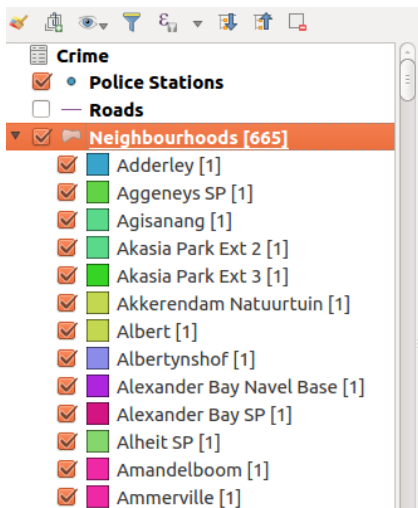 Crime
Police Stations
Roads
Neighbourhoods [665]
Adderley [1]
Aggeneys SP [1]
Agisanang [1]
Akasia Park Ext 2 [1]
Akasia Park Ext 3 [1]
Akkerendam Natuurtuin [1]
Albert [1]
Albertynshof [1]
Alexander Bay Navel Base [1]
Alexander Bay SP [1]
Alheit SP [1]
Amandelboom [1]
Ammerville [1]